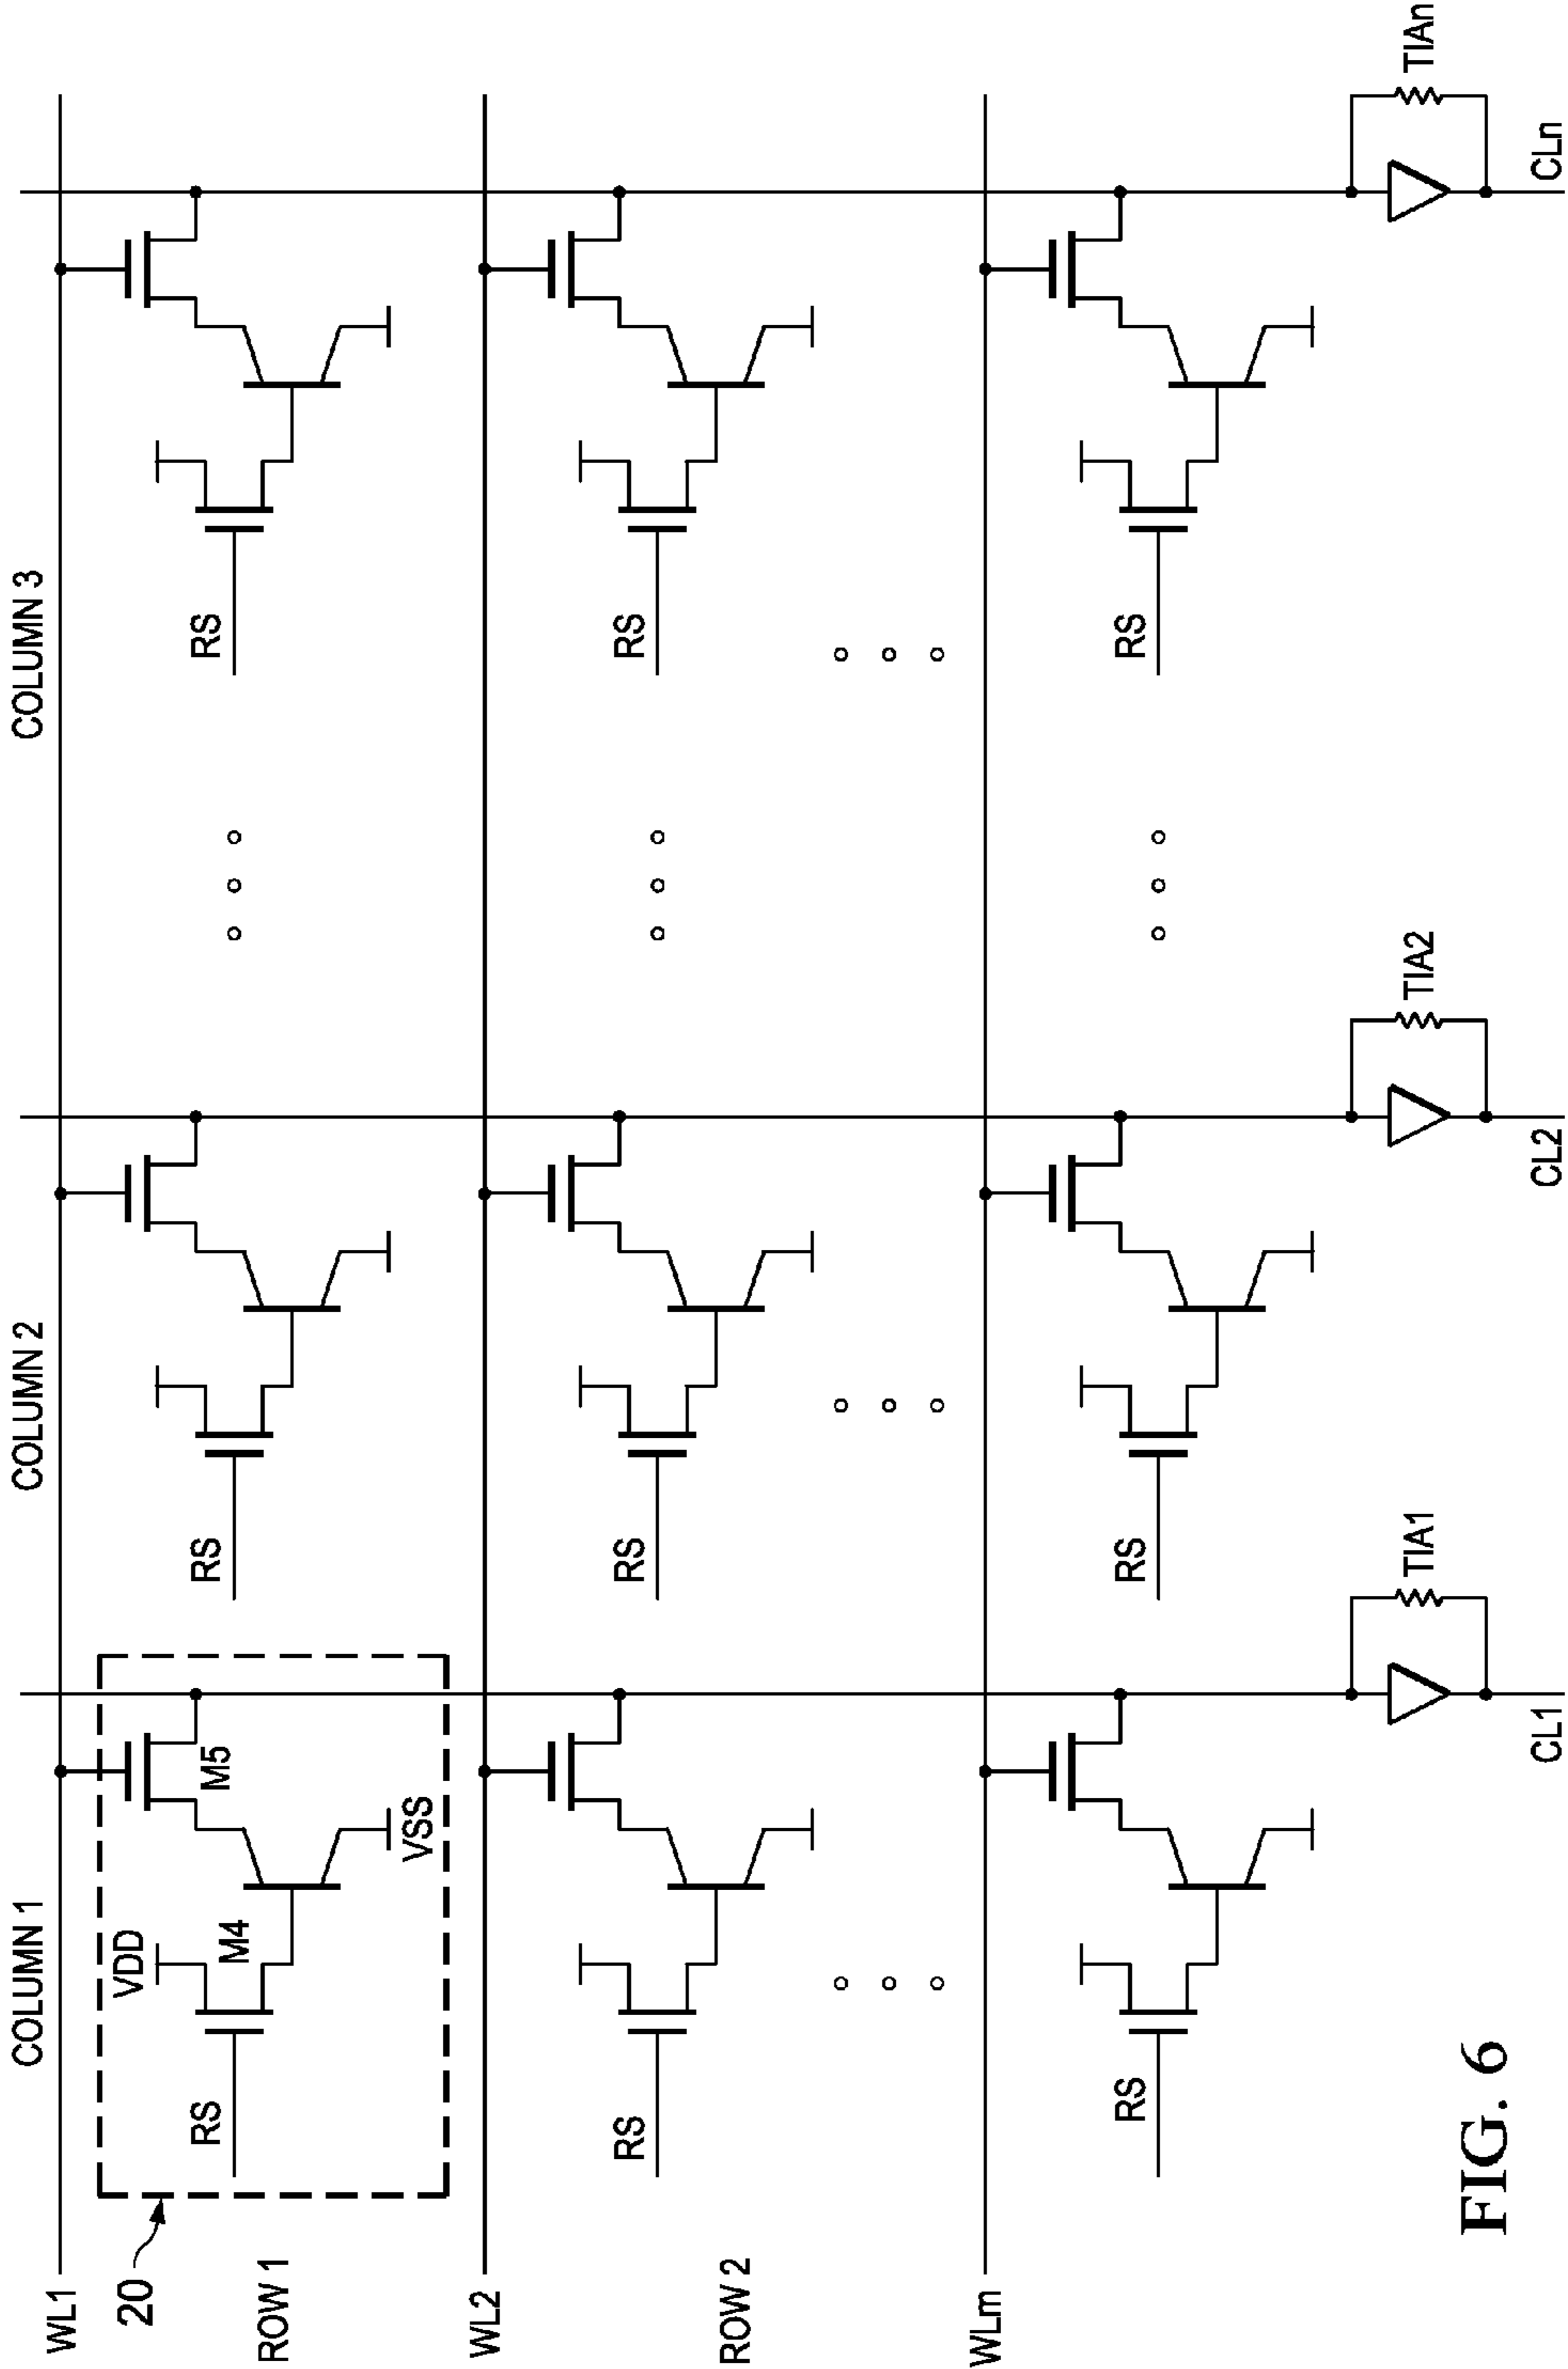 COLUMN 1
COLUMN 2
COLUMN 3
WL1
20
VDD
M5
RS
M4
RS
RS
VSS
ROW 1
WL2
RS
RS
RS
ROW 2
WLm
RS
RS
RS
TIA1
TIA2
TIAn
CL1
CL2
CLn
FIG. 6